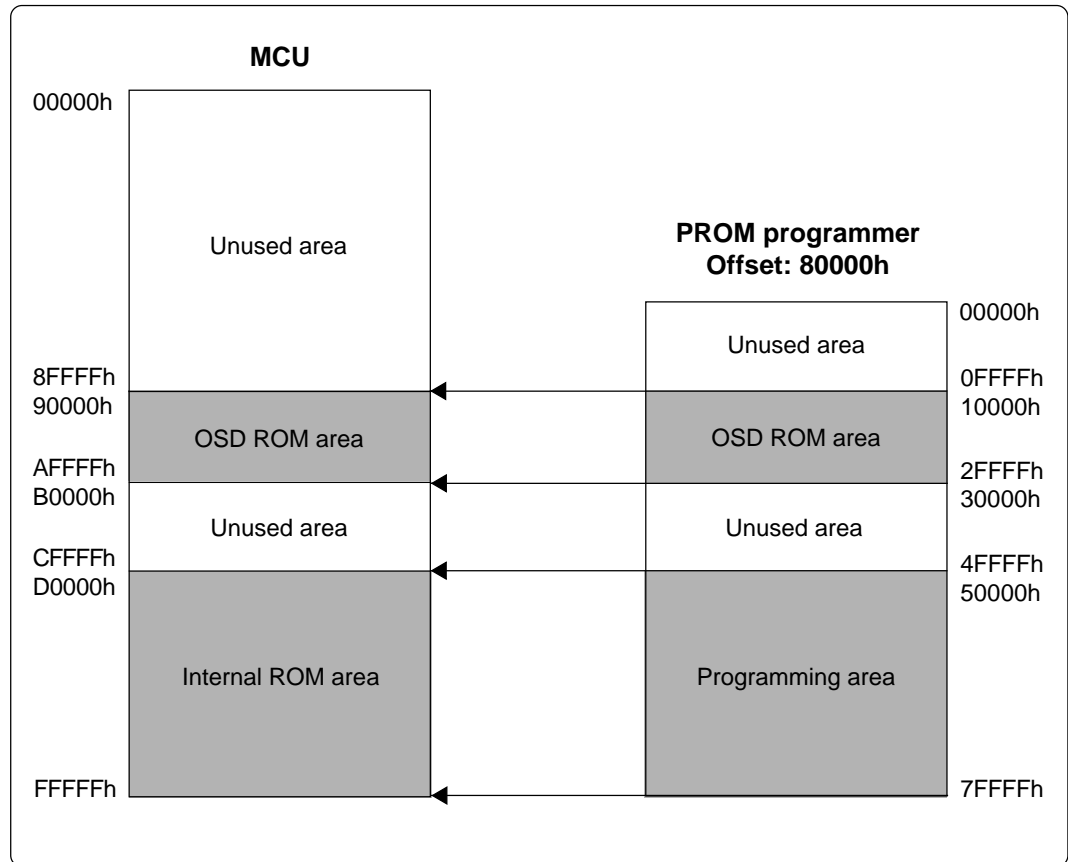 MCU
00000h
Unused area
PROM programmer
Offset: 80000h
00000h
Unused area
8FFFFh
90000h
0FFFFh
10000h
OSD ROM area
OSD ROM area
AFFFFh
B0000h
2FFFFh
30000h
Unused area
Unused area
CFFFFh
D0000h
4FFFFh
50000h
Internal ROM area
Programming area
FFFFFh
7FFFFh